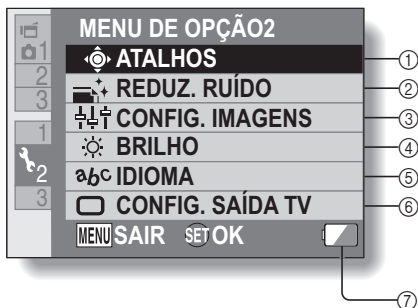 MENU DE OPÇÃO2
1
2
3
1
2
3
ATALHOS ①
REDUZ. RUÍDO ②
CONFIG. IMAGENS ③
BRILHO ④
abc IDIOMA ⑤
CONFIG. SAÍDA TV ⑥
MENU SAIR SET OK
⑦